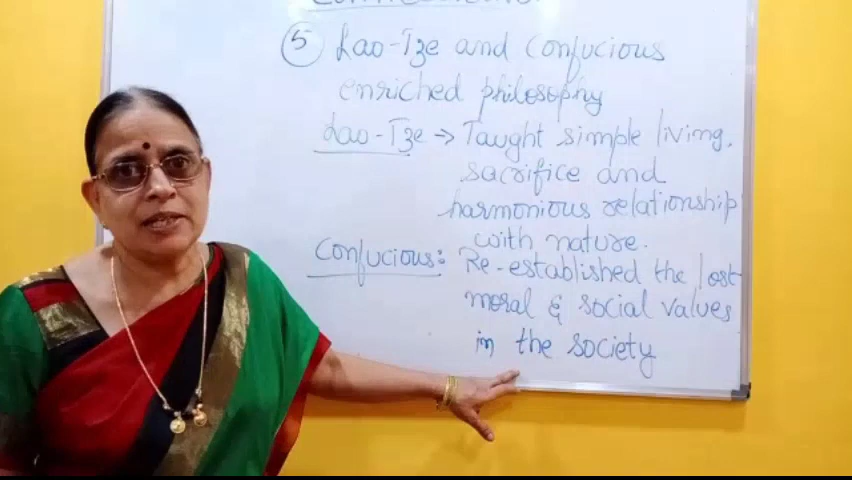 5 Lao-Tze and Confucious
enriched philosophy
Lao-Tze → Taught simple living,
sacrifice and
harmonious relationship
with nature.
Confucious: Re-established the lost
moral & social values
in the society